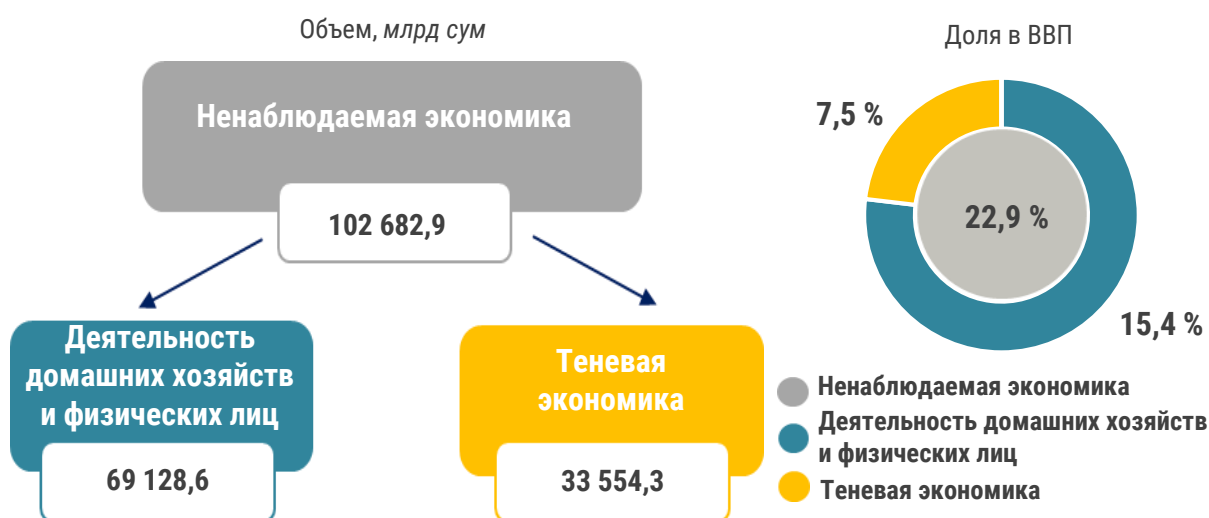 Объем, млрд сум
Ненаблюдаемая экономика
102 682,9
Деятельность
домашних хозяйств
и физических лиц
69 128,6
Теневая
экономика
33 554,3
Доля в ВВП
7,5 %
22,9 %
15,4 %
Ненаблюдаемая экономика
Деятельность домашних хозяйств
и физических лиц
Теневая экономика